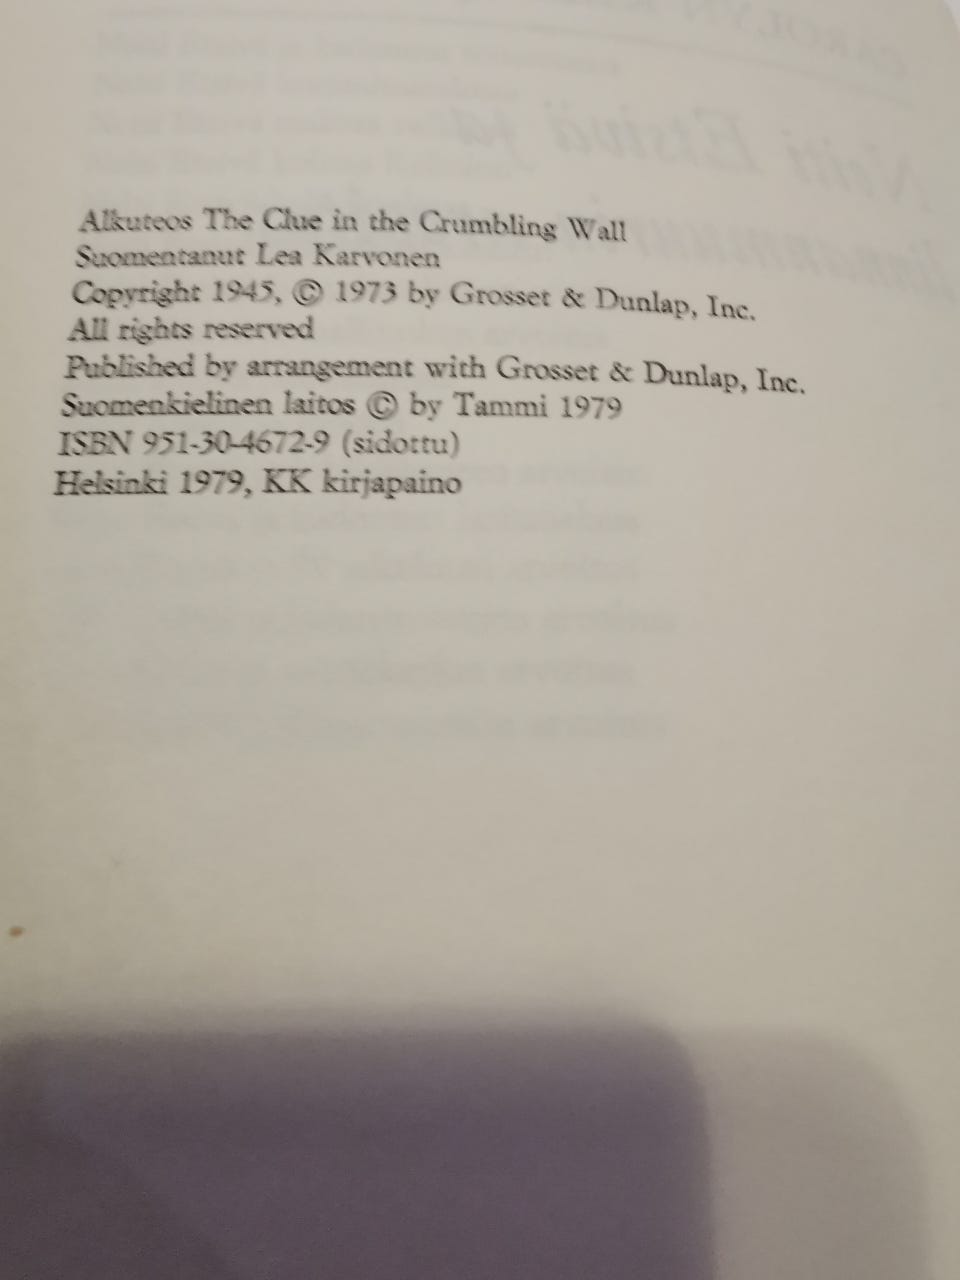 Alkuteos The Clue in the Crumbling Wall
Suomentanut Lea Karvonen
Copyright 1945, © 1973 by Grosset & Dunlap, Inc.
All rights reserved
Published by arrangement with Grosset & Dunlap, Inc.
Suomenkielinen laitos © by Tammi 1979
ISBN 951-30-4672-9 (sidottu)
Helsinki 1979, KK kirjapaino